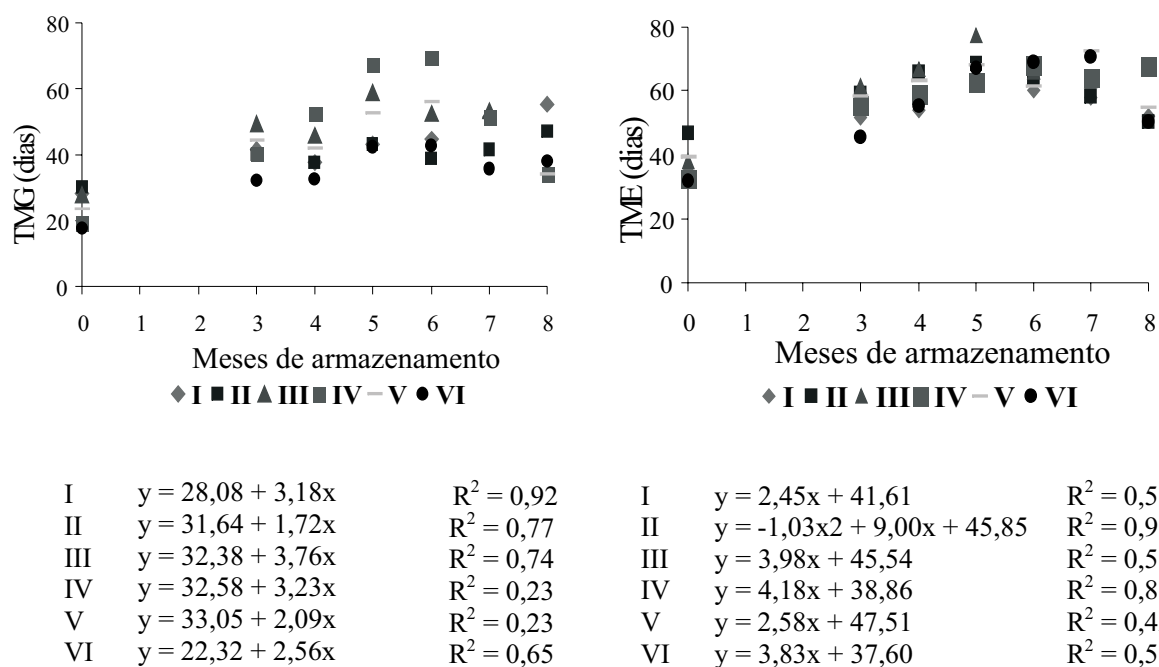 80
60
40
20
0
TMG (dias)
0 1 2 3 4 5 6 7 8
Meses de armazenamento
I II III IV V VI
80
60
40
20
0
TME (dias)
0 1 2 3 4 5 6 7 8
Meses de armazenamento
I II III IV V VI
I y = 28,08 + 3,18x R² = 0,92
II y = 31,64 + 1,72x R² = 0,77
III y = 32,38 + 3,76x R² = 0,74
IV y = 32,58 + 3,23x R² = 0,23
V y = 33,05 + 2,09x R² = 0,23
VI y = 22,32 + 2,56x R² = 0,65
I y = 2,45x + 41,61 R² = 0,5
II y = -1,03x2 + 9,00x + 45,85 R² = 0,9
III y = 3,98x + 45,54 R² = 0,5
IV y = 4,18x + 38,86 R² = 0,8
V y = 2,58x + 47,51 R² = 0,4
VI y = 3,83x + 37,60 R² = 0,5